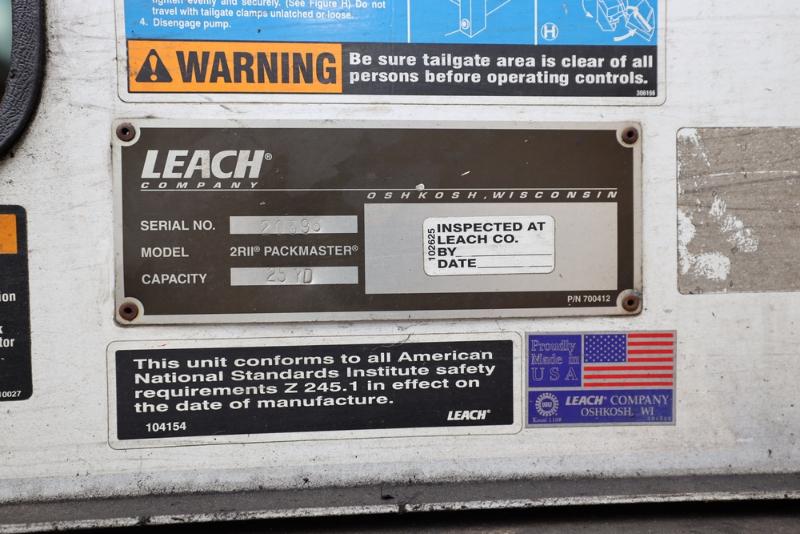 tighten evenly and securely. (See Figure H) Do not
travel with tailgate clamps unlatched or loose.
4. Disengage pump.
H
WARNING
Be sure tailgate area is clear of all
persons before operating controls.
LEACH®
COMPANY
OSHKOSH, WISCONSIN
SERIAL NO.
MODEL 2RII® PACKMASTER®
CAPACITY 25 YD
102625
INSPECTED AT
LEACH CO.
BY
DATE
P/N 700412
This unit conforms to all American
National Standards Institute safety
requirements Z 245.1 in effect on
the date of manufacture.
104154
LEACH®
Proudly
Made in
USA
LEACH® COMPANY
OSHKOSH, WI